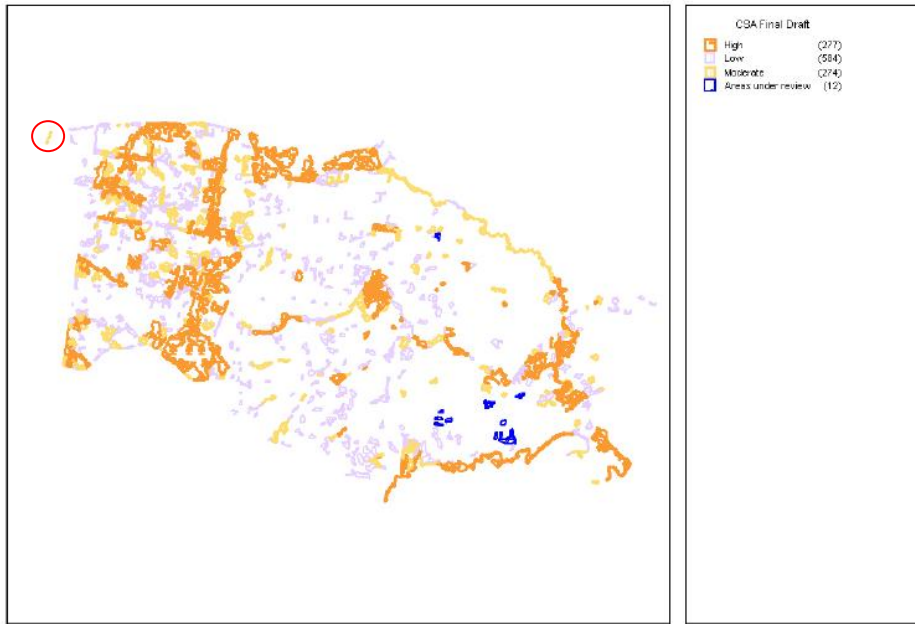 CSA Final Draft
High (277)
Low (584)
Moderate (274)
Areas under review (12)